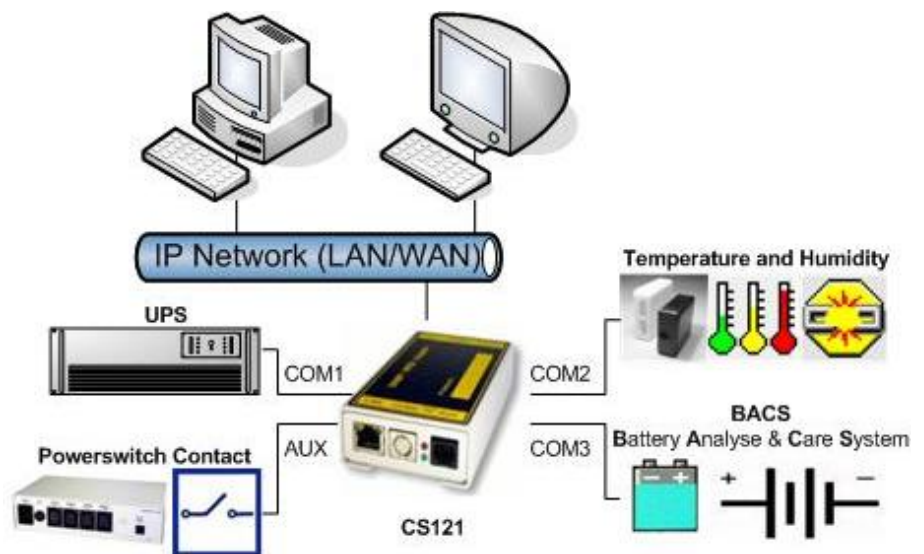 IP Network (LAN/WAN)
Temperature and Humidity
UPS
COM1
COM2
BACS
Battery Analyse & Care System
AUX
COM3
Powerswitch Contact
+
−
− +
CS121